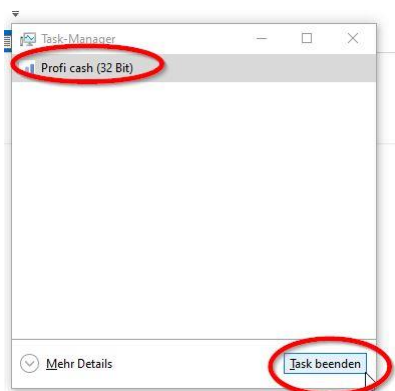 Task-Manager
Profi cash (32 Bit)
Mehr Details
Task beenden